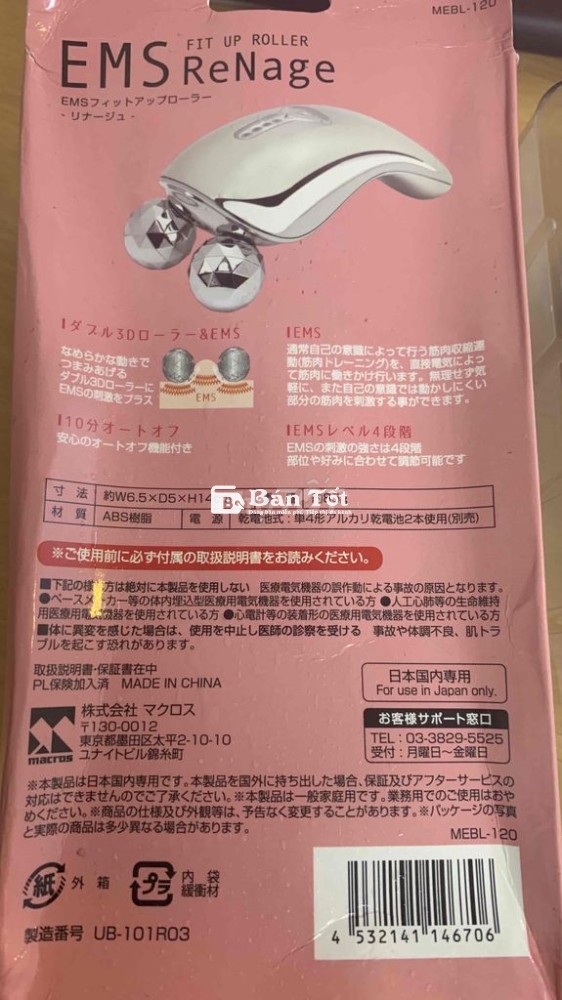 MEBL-120
FIT UP ROLLER
EMS ReNage
EMSフィットアップローラー
- リナージュ -
ダブル3Dローラー&EMS
なめらかな動きで
つまみあげる
ダブル3Dローラーに
EMSの刺激をプラス
EMS
EMS
通常自己の意識によって行う筋肉収縮運
動(筋肉トレーニング)を、直接電気によっ
て筋肉に働きかけ行います。無理せず気
軽に、また自己の意識では動かしにくい
部分の筋肉を刺激する事ができます。
10分オートオフ
安心のオートオフ機能付き
EMSレベル4段階
EMSの刺激の強さは4段階
部位や好みに合わせて調節可能です
寸 法 約W6.5×D5×H14
材 質 ABS樹脂 電 源 乾電池式:単4形アルカリ乾電池2本使用(別売)
Bán Tốt
※ご使用前に必ず付属の取扱説明書をお読みください。
■下記の様 方は絶対に本製品を使用しない 医療電気機器の誤作動による事故の原因となります。
●ペースメーカー等の体内埋込型医療用電気機器を使用されている方 ●人工心肺等の生命維持
用医療用電気機器を使用されている方 ●心電計等の装着形の医療用電気機器を使用されている方
■体に異変を感じた場合は、使用を中止し医師の診察を受ける 事故や体調不良、肌トラ
ブルを起こす恐れがあります。
取扱説明書・保証書在中
PL保険加入済 MADE IN CHINA
日本国内専用
For use in Japan only.
macros
株式会社 マクロス
〒130-0012
東京都墨田区太平2-10-10
ユナイトビル錦糸町
お客様サポート窓口
TEL:03-3829-5525
受付:月曜日〜金曜日
※本製品は日本国内専用です。本製品を国外に持ち出した場合、保証及びアフターサービスの
対応はできませんのでご了承ください。※本製品は一般家庭用です。業務用でのご使用はおや
めください。※商品の仕様及び外観等は、予告なく変更することがあります。※パッケージの写真
と実際の商品は多少異なる場合があります。
MEBL-120
紙 外 箱
プラ 内 袋
緩衝材
製造番号 UB-101R03
4 532141 146706